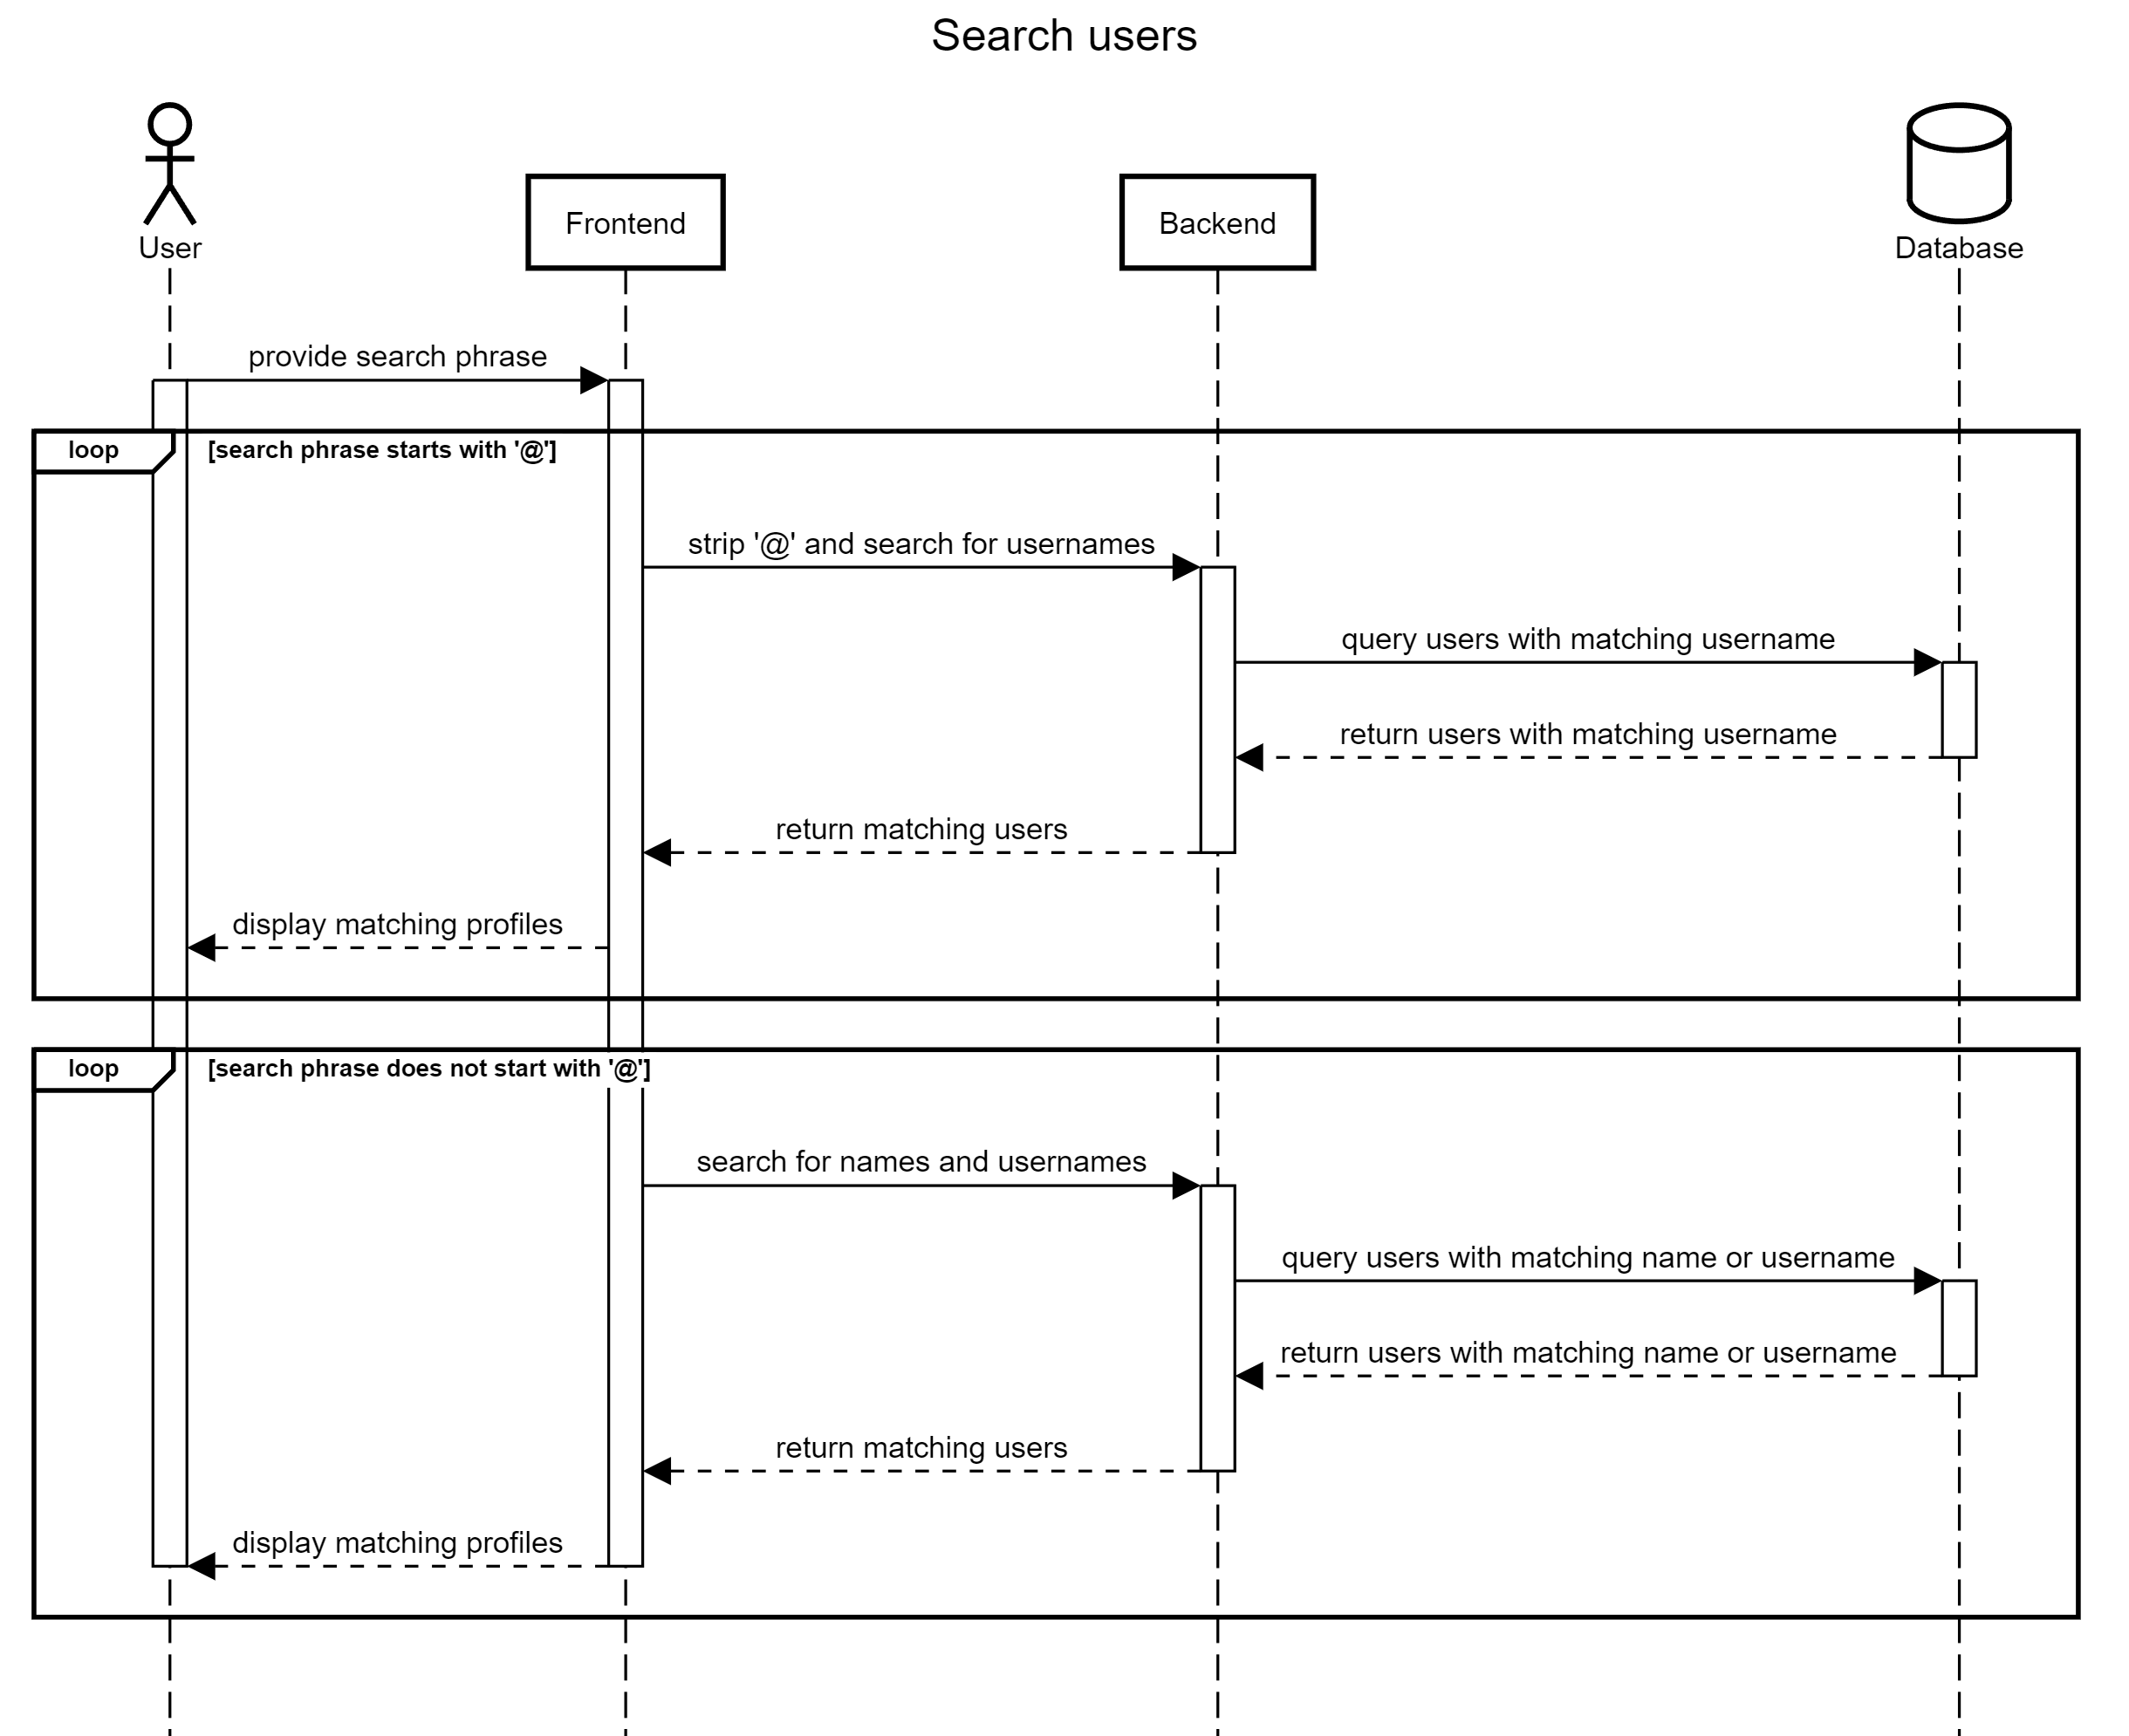 Search users
User
Frontend
Backend
Database
provide search phrase
loop
[search phrase starts with '@']
strip '@' and search for usernames
query users with matching username
return users with matching username
return matching users
display matching profiles
loop
[search phrase does not start with '@']
search for names and usernames
query users with matching name or username
return users with matching name or username
return matching users
display matching profiles